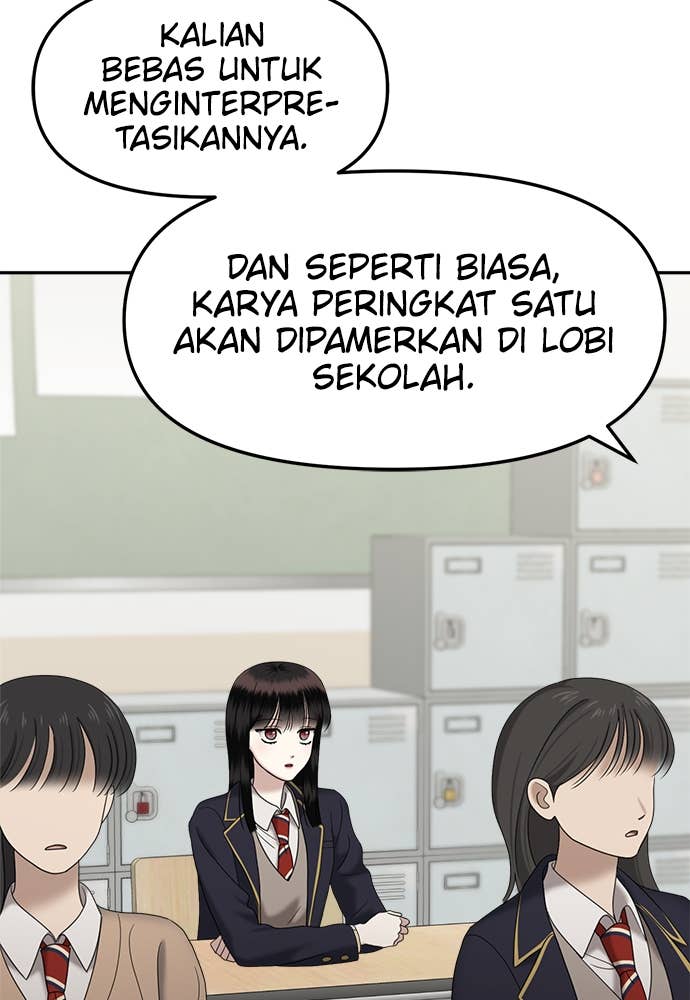 KALIAN
BEBAS UNTUK
MENGINTERPRE-
TASIKANNYA.
DAN SEPERTI BIASA,
KARYA PERINGKAT SATU
AKAN DIPAMERKAN DI LOBI
SEKOLAH.